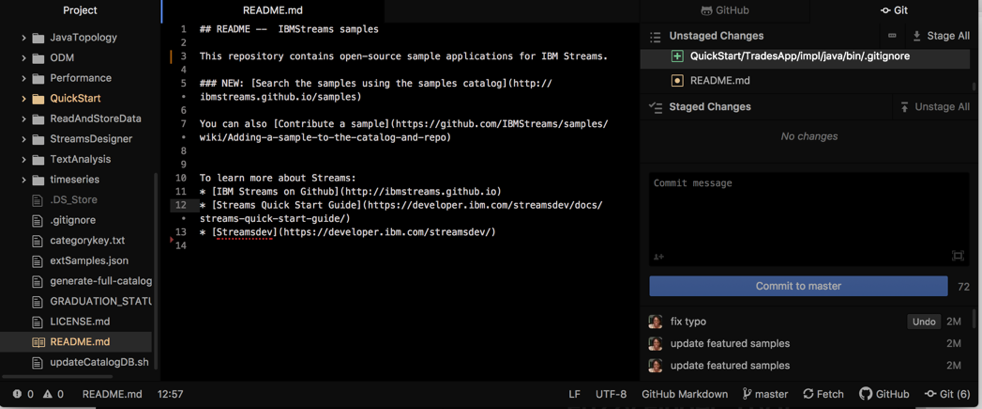 Project
JavaTopology
ODM
Performance
QuickStart
ReadAndStoreData
StreamsDesigner
TextAnalysis
timeseries
.DS_Store
.gitignore
categorykey.txt
extSamples.json
generate-full-catalog
GRADUATION_STATU
LICENSE.md
README.md
updateCatalogDB.sh
README.md
1 ## README -- IBMStreams samples
2
3 This repository contains open-source sample applications for IBM Streams.
4
5 ### NEW: [Search the samples using the samples catalog](http://
• ibmstreams.github.io/samples)
6
7 You can also [Contribute a sample](https://github.com/IBMStreams/samples/
• wiki/Adding-a-sample-to-the-catalog-and-repo)
8
9
10 To learn more about Streams:
11 * [IBM Streams on Github](http://ibmstreams.github.io)
12 * [Streams Quick Start Guide](https://developer.ibm.com/streamsdev/docs/
• streams-quick-start-guide/)
13 * [Streamsdev](https://developer.ibm.com/streamsdev/)
14
GitHub Git
Unstaged Changes Stage All
QuickStart/TradesApp/impl/java/bin/.gitignore
README.md
Staged Changes Unstage All
No changes
Commit message
Commit to master 72
fix typo Undo 2M
update featured samples 2M
update featured samples 2M
0 0 README.md 12:57 LF UTF-8 GitHub Markdown master Fetch GitHub Git (6)